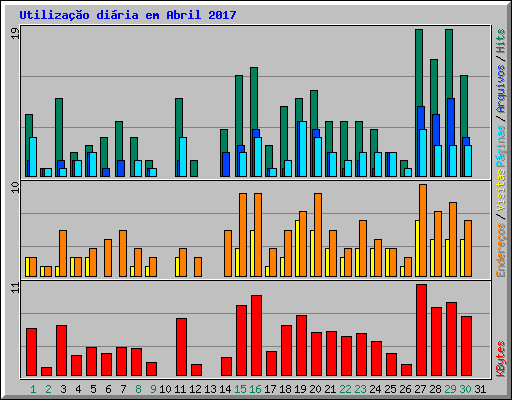 Utilização diária em Abril 2017
19
10
11
Endereços / Visitas Páginas / Arquivos / Hits
KBytes
1 2 3 4 5 6 7 8 9 10 11 12 13 14 15 16 17 18 19 20 21 22 23 24 25 26 27 28 29 30 31